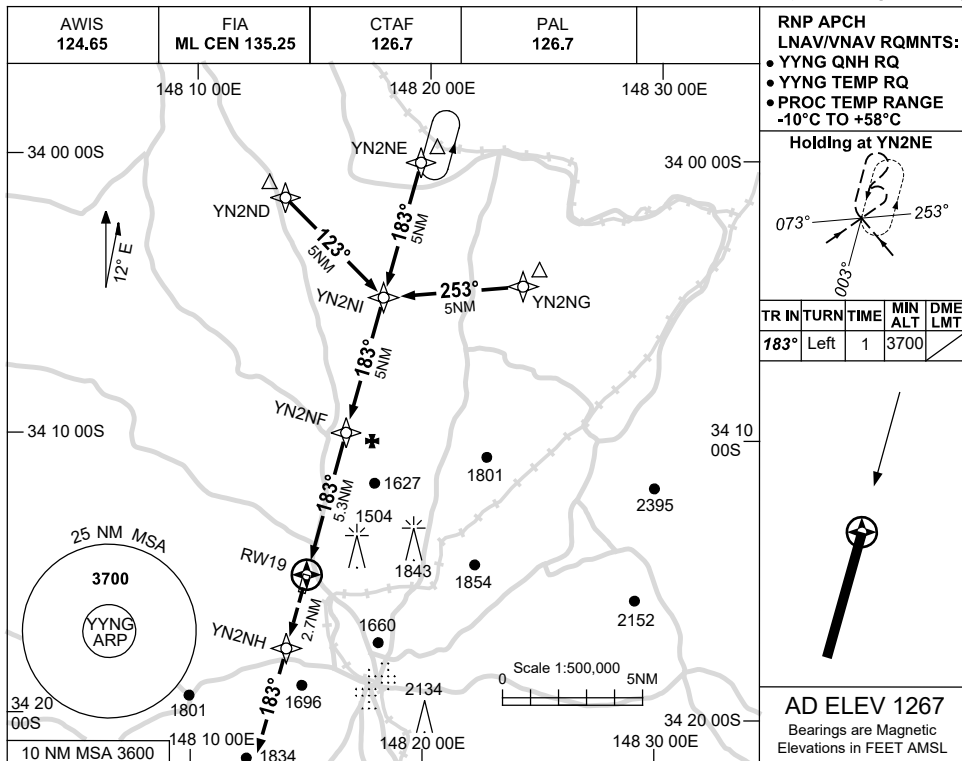 AWIS
124.65
FIA
ML CEN 135.25
CTAF
126.7
PAL
126.7
RNP APCH
LNAV/VNAV RQMNTS:
• YYNG QNH RQ
• YYNG TEMP RQ
• PROC TEMP RANGE
-10°C TO +58°C
148 10 00E
148 20 00E
148 30 00E
34 00 00S
34 00 00S
YN2NE
YN2ND
12° E
183°
5NM
123°
5NM
YN2NI
253°
5NM
YN2NG
183°
5NM
YN2NF
34 10 00S
34 10
00S
183°
5.3NM
1627
1801
2395
1504
1843
1854
2152
25 NM MSA
3700
YYNG
ARP
RW19
2.7NM
YN2NH
1660
183°
1801
1696
2134
1834
Scale 1:500,000
0
5NM
34 20
00S
34 20 00S
148 10 00E
148 20 00E
148 30 00E
10 NM MSA 3600
Holding at YN2NE
073°
253°
003°
TR IN
TURN
TIME
MIN
ALT
DME
LMT
183°
Left
1
3700
AD ELEV 1267
Bearings are Magnetic
Elevations in FEET AMSL